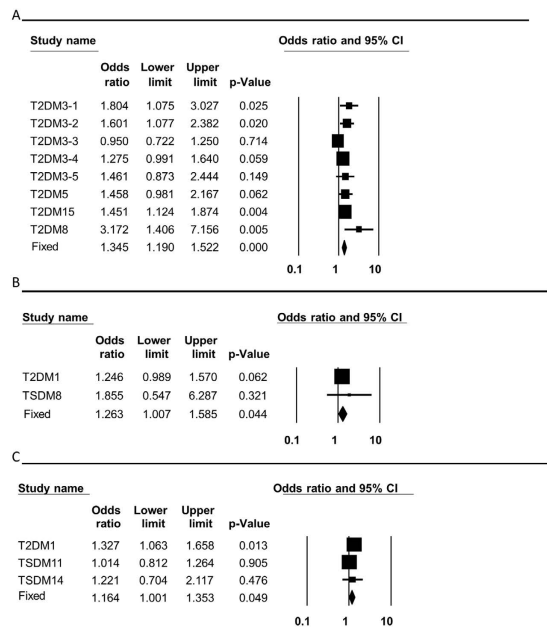 A
Study name Odds ratio and 95% CI
Odds Lower Upper
ratio limit limit p-Value
T2DM3-1 1.804 1.075 3.027 0.025
T2DM3-2 1.601 1.077 2.382 0.020
T2DM3-3 0.950 0.722 1.250 0.714
T2DM3-4 1.275 0.991 1.640 0.059
T2DM3-5 1.461 0.873 2.444 0.149
T2DM5 1.458 0.981 2.167 0.062
T2DM15 1.451 1.124 1.874 0.004
T2DM8 3.172 1.406 7.156 0.005
Fixed 1.345 1.190 1.522 0.000
0.1 1 10
B
Study name Odds ratio and 95% CI
Odds Lower Upper
ratio limit limit p-Value
T2DM1 1.246 0.989 1.570 0.062
TSDM8 1.855 0.547 6.287 0.321
Fixed 1.263 1.007 1.585 0.044
0.1 1 10
C
Study name Odds ratio and 95% CI
Odds Lower Upper
ratio limit limit p-Value
T2DM1 1.327 1.063 1.658 0.013
TSDM11 1.014 0.812 1.264 0.905
TSDM14 1.221 0.704 2.117 0.476
Fixed 1.164 1.001 1.353 0.049
0.1 1 10